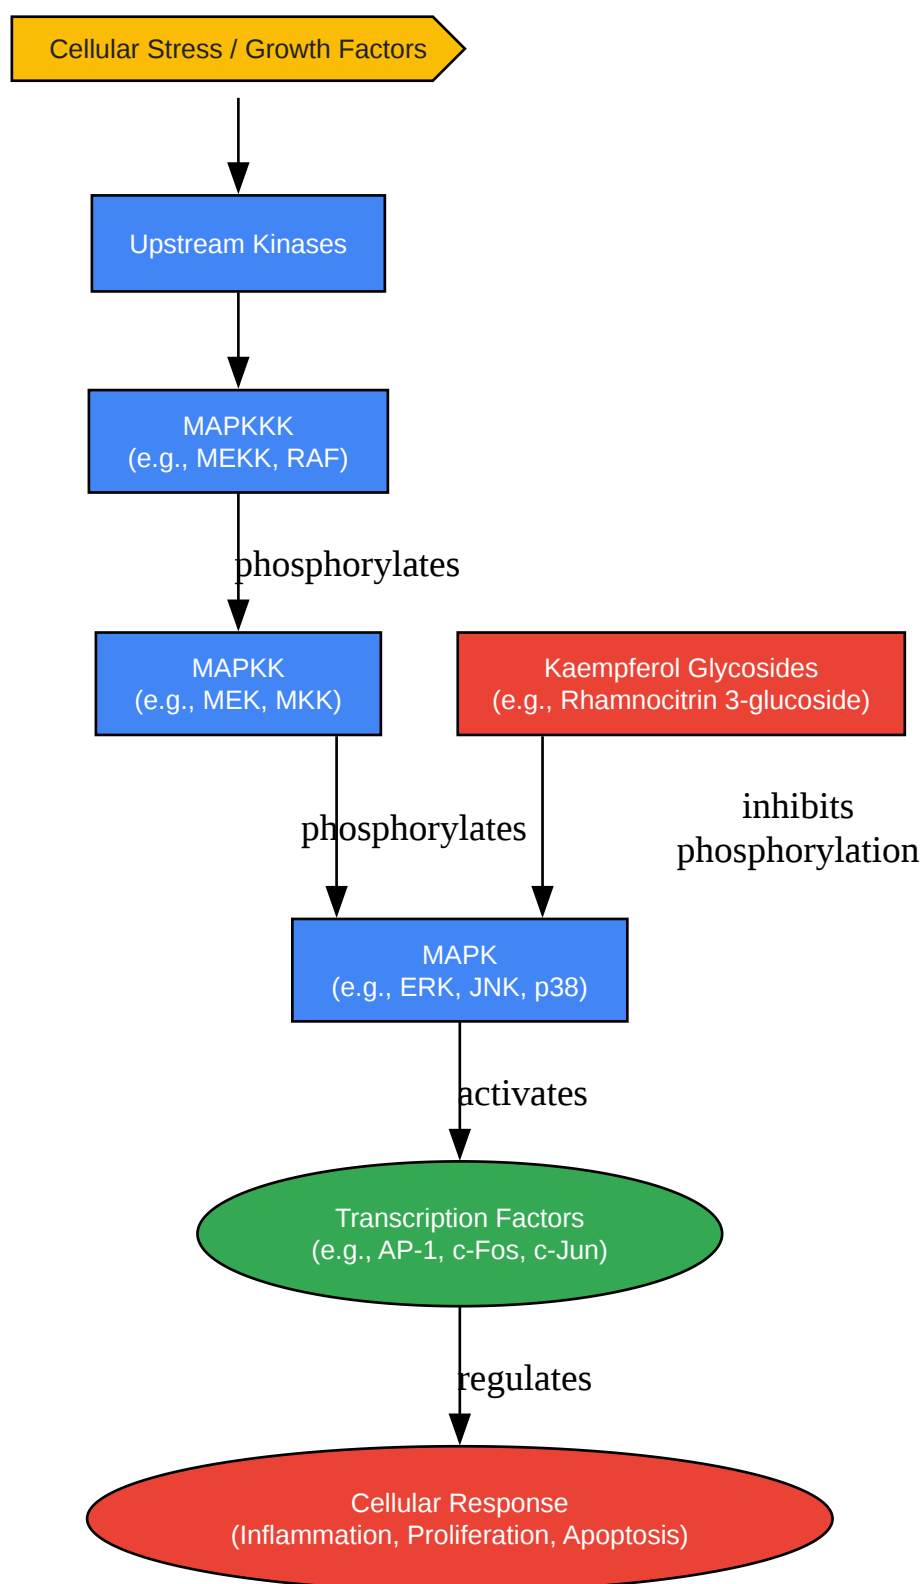 Cellular Stress / Growth Factors
Upstream Kinases
MAPKKK
(e.g., MEKK, RAF)
phosphorylates
MAPKK
(e.g., MEK, MKK)
Kaempferol Glycosides
(e.g., Rhamnocitrin 3-glucoside)
phosphorylates
inhibits
phosphorylation
MAPK
(e.g., ERK, JNK, p38)
activates
Transcription Factors
(e.g., AP-1, c-Fos, c-Jun)
regulates
Cellular Response
(Inflammation, Proliferation, Apoptosis)